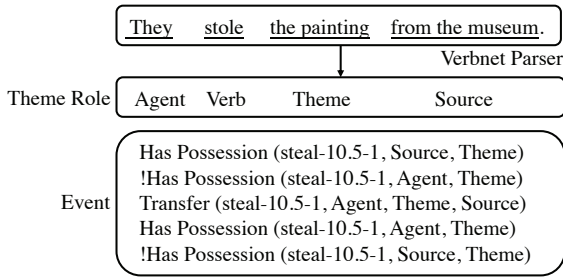 They stole the painting from the museum.
Verbnet Parser
Theme Role
Agent Verb Theme Source
Event
Has Possession (steal-10.5-1, Source, Theme)
!Has Possession (steal-10.5-1, Agent, Theme)
Transfer (steal-10.5-1, Agent, Theme, Source)
Has Possession (steal-10.5-1, Agent, Theme)
!Has Possession (steal-10.5-1, Source, Theme)